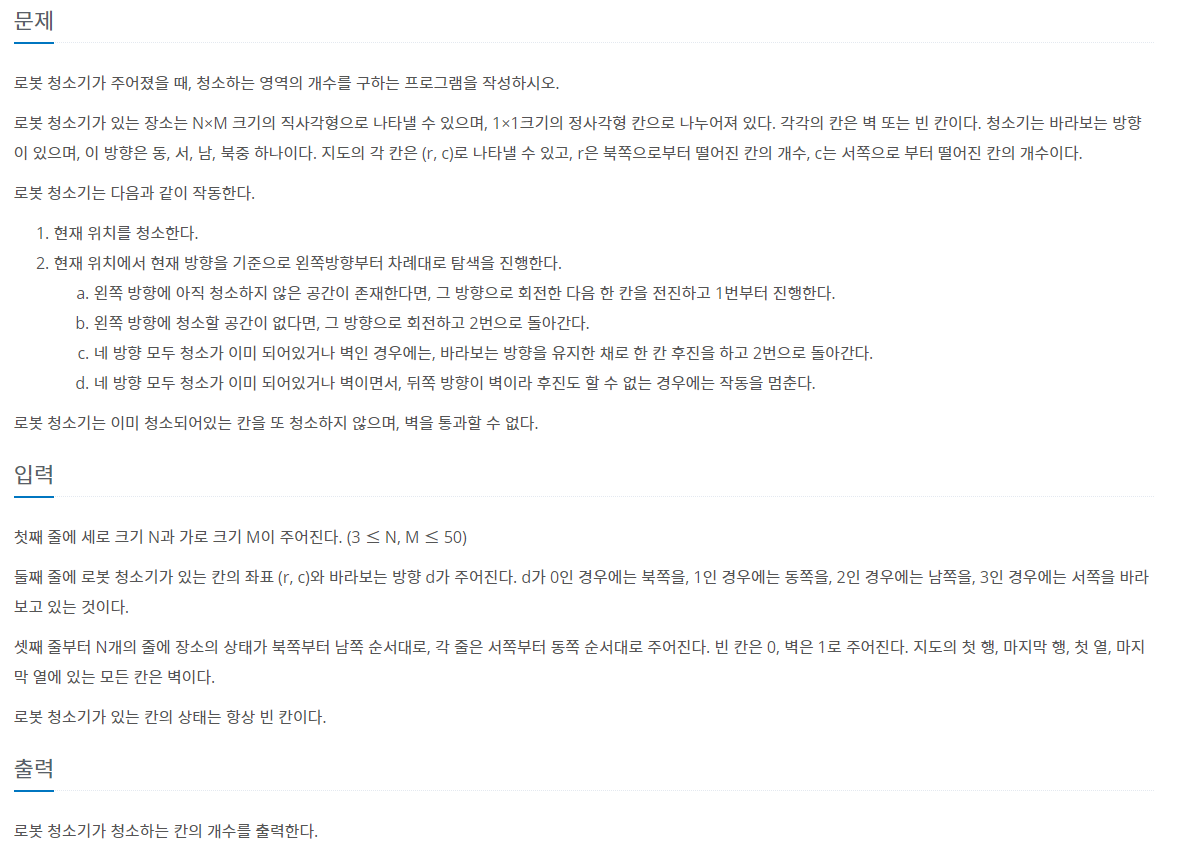 문제
로봇 청소기가 주어졌을 때, 청소하는 영역의 개수를 구하는 프로그램을 작성하시오.
로봇 청소기가 있는 장소는 N×M 크기의 직사각형으로 나타낼 수 있으며, 1×1크기의 정사각형 칸으로 나누어져 있다. 각각의 칸은 벽 또는 빈 칸이다. 청소기는 바라보는 방향
이 있으며, 이 방향은 동, 서, 남, 북중 하나이다. 지도의 각 칸은 (r, c)로 나타낼 수 있고, r은 북쪽으로부터 떨어진 칸의 개수, c는 서쪽으로 부터 떨어진 칸의 개수이다.
로봇 청소기는 다음과 같이 작동한다.
1. 현재 위치를 청소한다.
2. 현재 위치에서 현재 방향을 기준으로 왼쪽방향부터 차례대로 탐색을 진행한다.
a. 왼쪽 방향에 아직 청소하지 않은 공간이 존재한다면, 그 방향으로 회전한 다음 한 칸을 전진하고 1번부터 진행한다.
b. 왼쪽 방향에 청소할 공간이 없다면, 그 방향으로 회전하고 2번으로 돌아간다.
c. 네 방향 모두 청소가 이미 되어있거나 벽인 경우에는, 바라보는 방향을 유지한 채로 한 칸 후진을 하고 2번으로 돌아간다.
d. 네 방향 모두 청소가 이미 되어있거나 벽이면서, 뒤쪽 방향이 벽이라 후진도 할 수 없는 경우에는 작동을 멈춘다.
로봇 청소기는 이미 청소되어있는 칸을 또 청소하지 않으며, 벽을 통과할 수 없다.
입력
첫째 줄에 세로 크기 N과 가로 크기 M이 주어진다. (3 ≤ N, M ≤ 50)
둘째 줄에 로봇 청소기가 있는 칸의 좌표 (r, c)와 바라보는 방향 d가 주어진다. d가 0인 경우에는 북쪽을, 1인 경우에는 동쪽을, 2인 경우에는 남쪽을, 3인 경우에는 서쪽을 바라
보고 있는 것이다.
셋째 줄부터 N개의 줄에 장소의 상태가 북쪽부터 남쪽 순서대로, 각 줄은 서쪽부터 동쪽 순서대로 주어진다. 빈 칸은 0, 벽은 1로 주어진다. 지도의 첫 행, 마지막 행, 첫 열, 마지
막 열에 있는 모든 칸은 벽이다.
로봇 청소기가 있는 칸의 상태는 항상 빈 칸이다.
출력
로봇 청소기가 청소하는 칸의 개수를 출력한다.